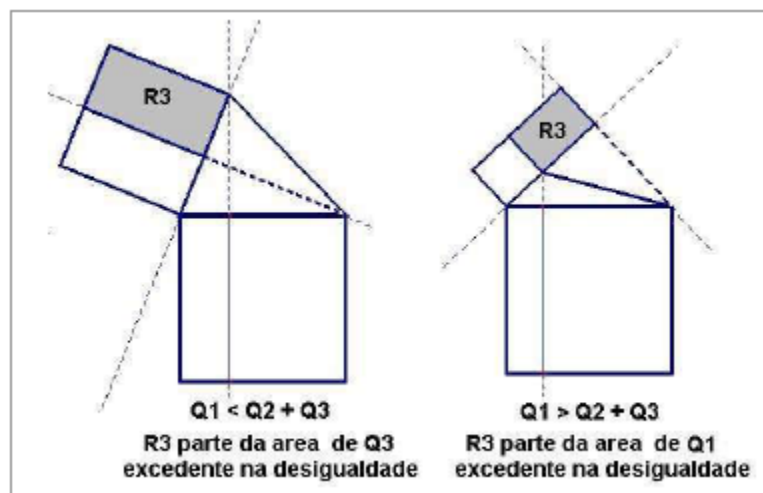 R3
R3
Q1 < Q2 + Q3
R3 parte da area de Q3
excedente na desigualdade
Q1 > Q2 + Q3
R3 parte da area de Q1
excedente na desigualdade